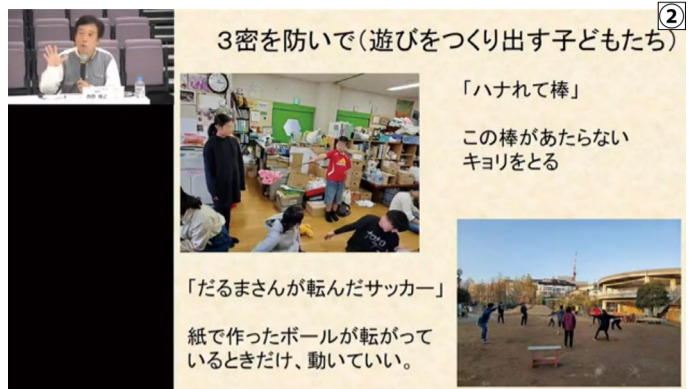 ②
3密を防いで(遊びをつくり出す子どもたち)
「ハナれて棒」
この棒があたらない
キョリをとる
「だるまさんが転んだサッカー」
紙で作ったボールが転がって
いるときだけ、動いていい。